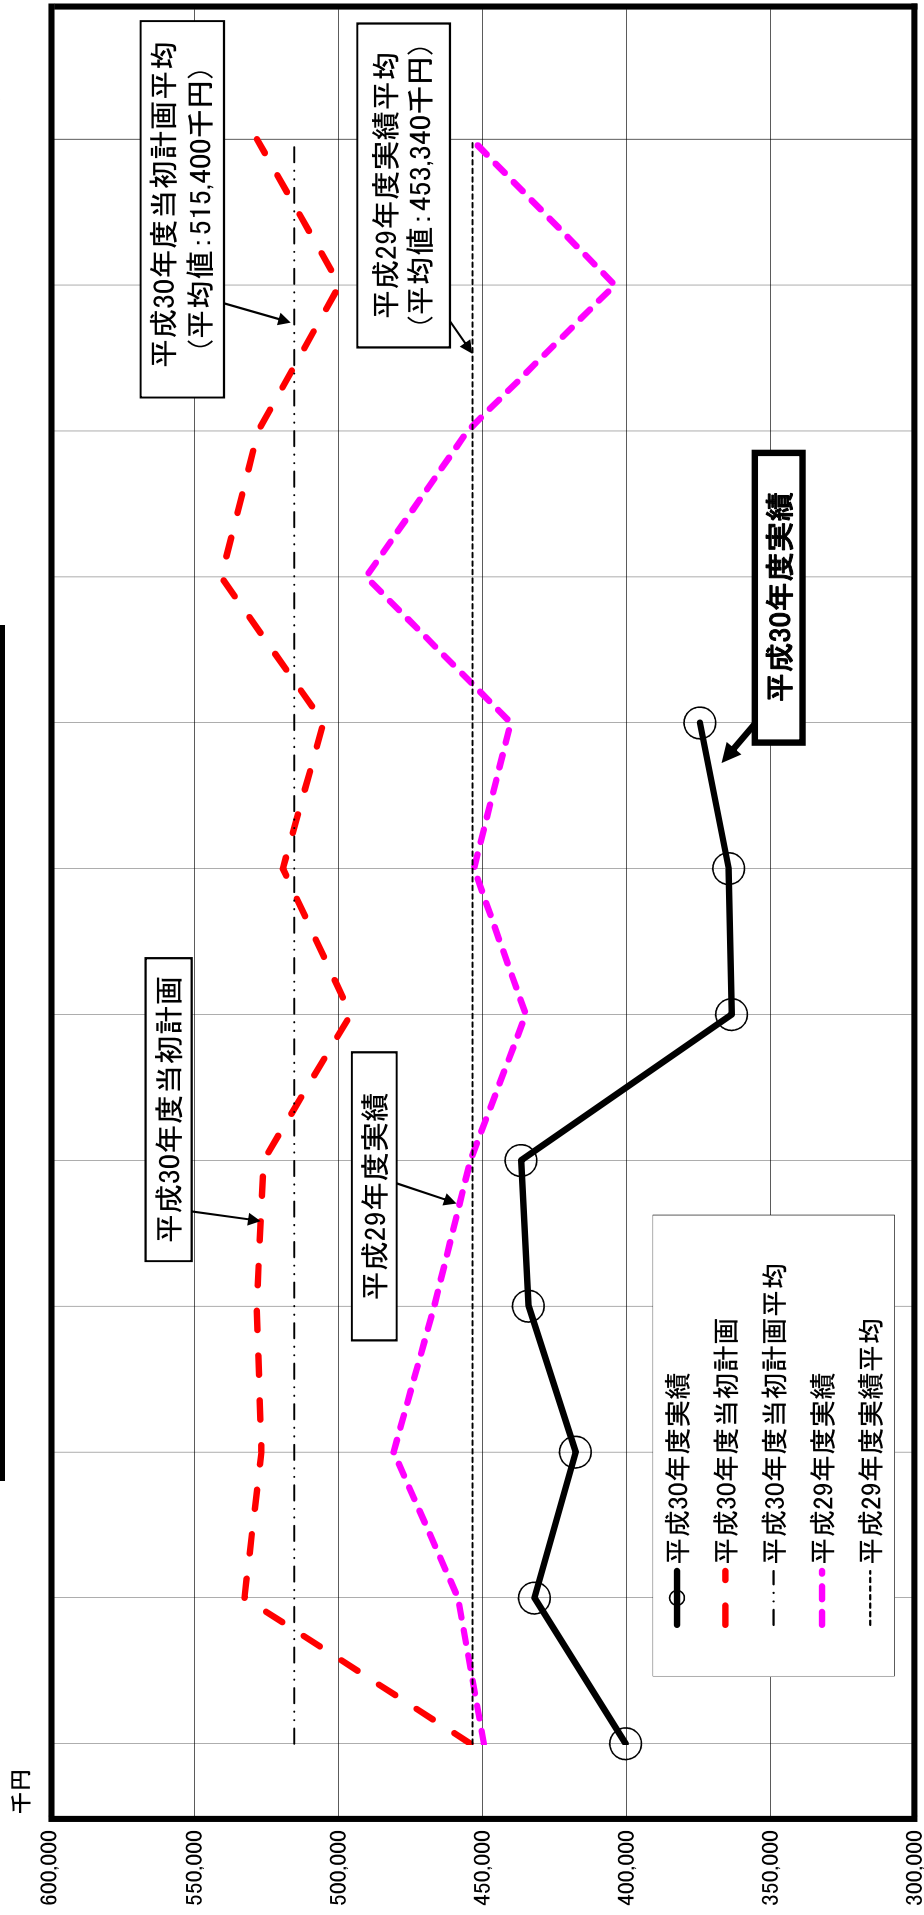 千円
600,000
550,000
500,000
450,000
400,000
350,000
300,000
平成30年度当初計画平均
（平均値：515,400千円）
平成29年度実績平均
（平均値：453,340千円）
平成30年度当初計画
平成29年度実績
平成30年度実績
平成30年度実績
平成30年度当初計画
平成30年度当初計画平均
平成29年度実績
平成29年度実績平均